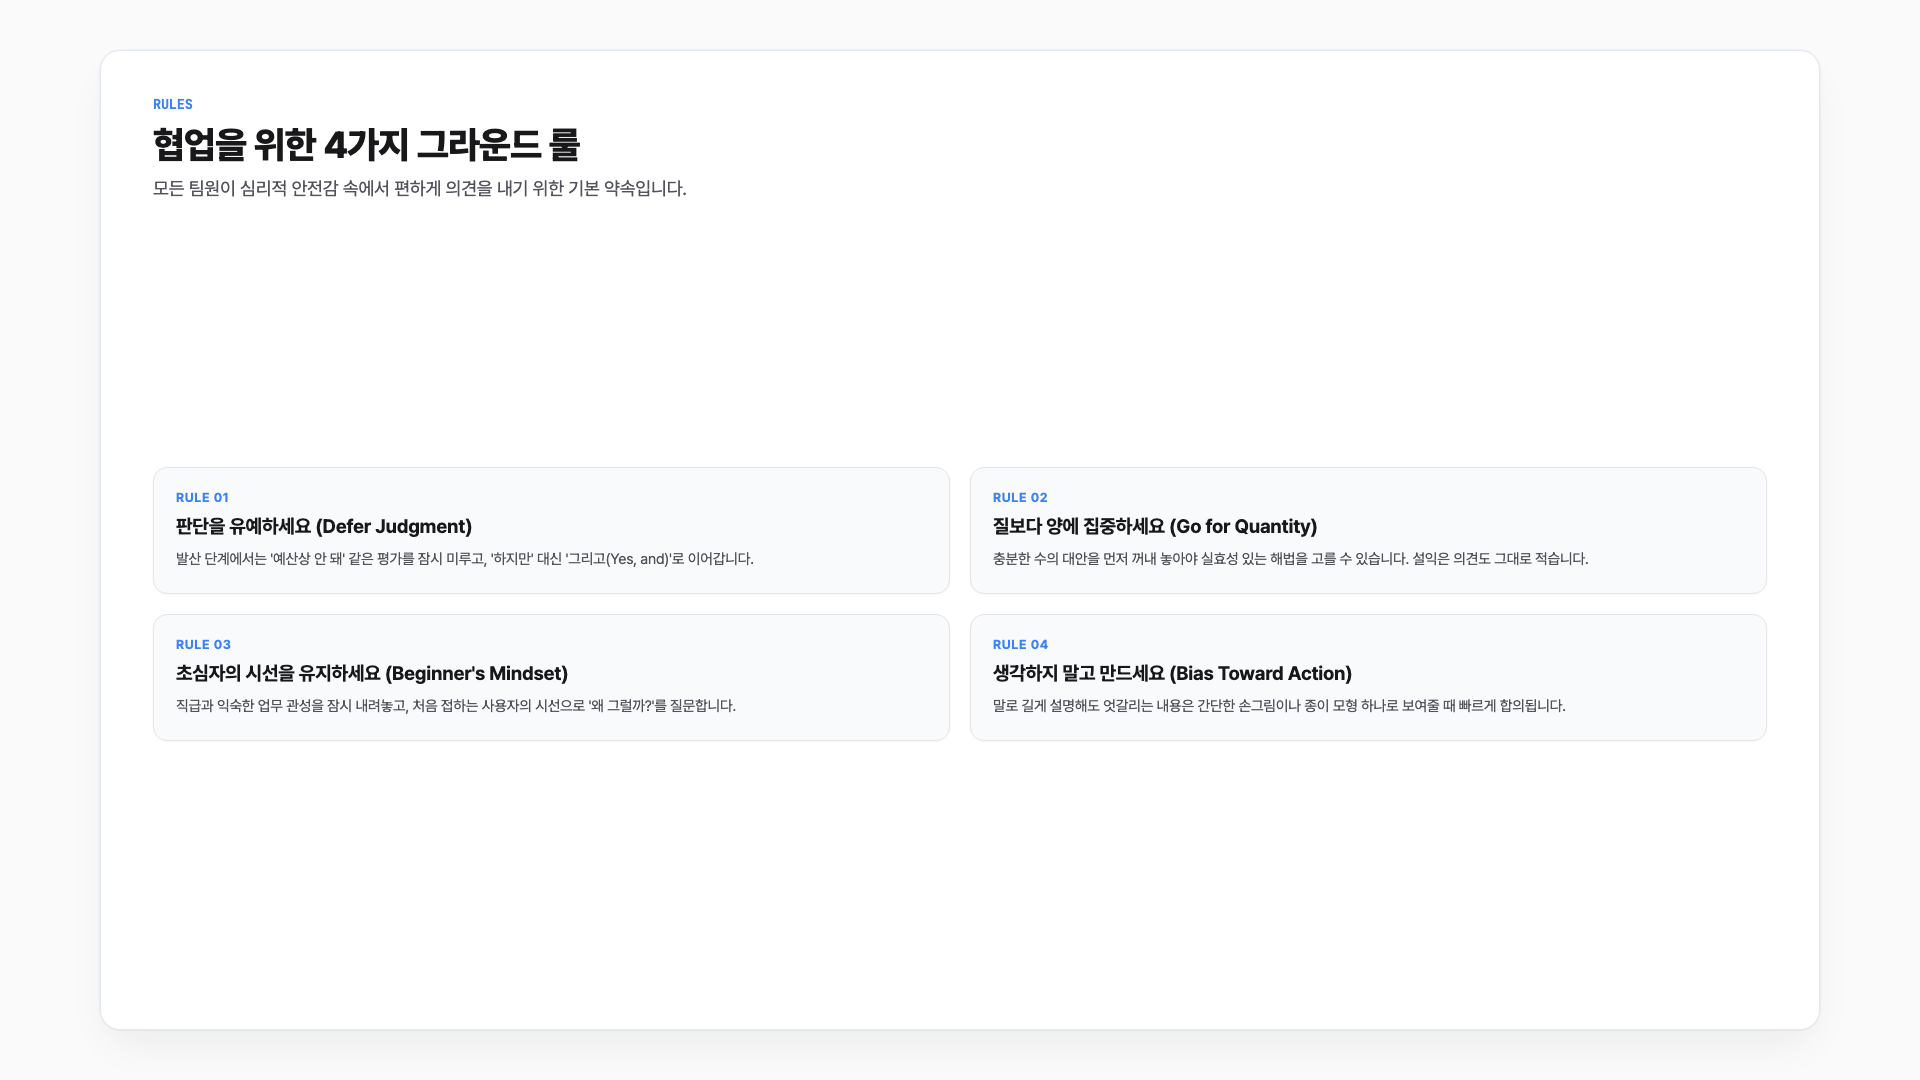 RULES
협업을 위한 4가지 그라운드 룰
모든 팀원이 심리적 안전감 속에서 편하게 의견을 내기 위한 기본 약속입니다.
RULE 01
판단을 유예하세요 (Defer Judgment)
발산 단계에서는 '예산상 안 돼' 같은 평가를 잠시 미루고, '하지만' 대신 '그리고(Yes, and)'로 이어갑니다.
RULE 02
질보다 양에 집중하세요 (Go for Quantity)
충분한 수의 대안을 먼저 꺼내 놓아야 실효성 있는 해법을 고를 수 있습니다. 설익은 의견도 그대로 적습니다.
RULE 03
초심자의 시선을 유지하세요 (Beginner's Mindset)
직급과 익숙한 업무 관성을 잠시 내려놓고, 처음 접하는 사용자의 시선으로 '왜 그럴까?'를 질문합니다.
RULE 04
생각하지 말고 만드세요 (Bias Toward Action)
말로 길게 설명해도 엇갈리는 내용은 간단한 손그림이나 종이 모형 하나로 보여줄 때 빠르게 합의됩니다.